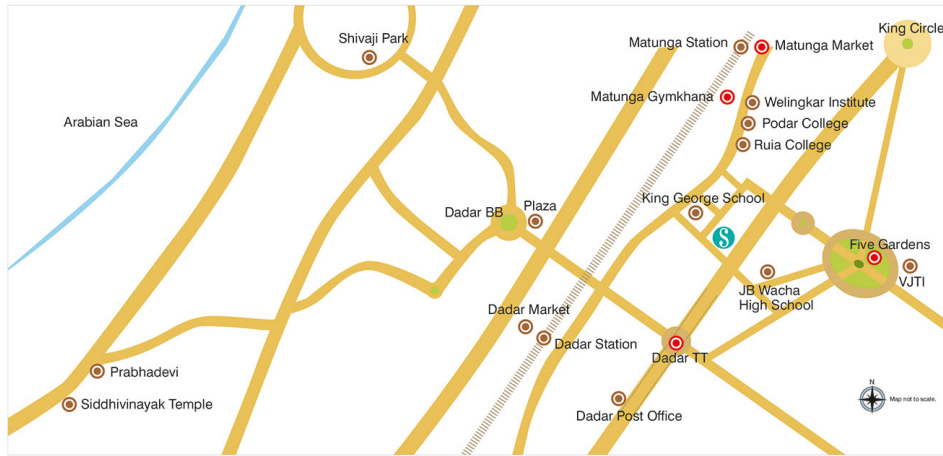 King Circle
Shivaji Park
Matunga Station
Matunga Market
Matunga Gymkhana
Welingkar Institute
Arabian Sea
Podar College
Ruia College
King George School
Dadar BB
Plaza
S
Five Gardens
VJTI
JB Wacha
High School
Dadar Market
Dadar Station
Dadar TT
Prabhadevi
Siddhivinayak Temple
Dadar Post Office
N
Map not to scale.